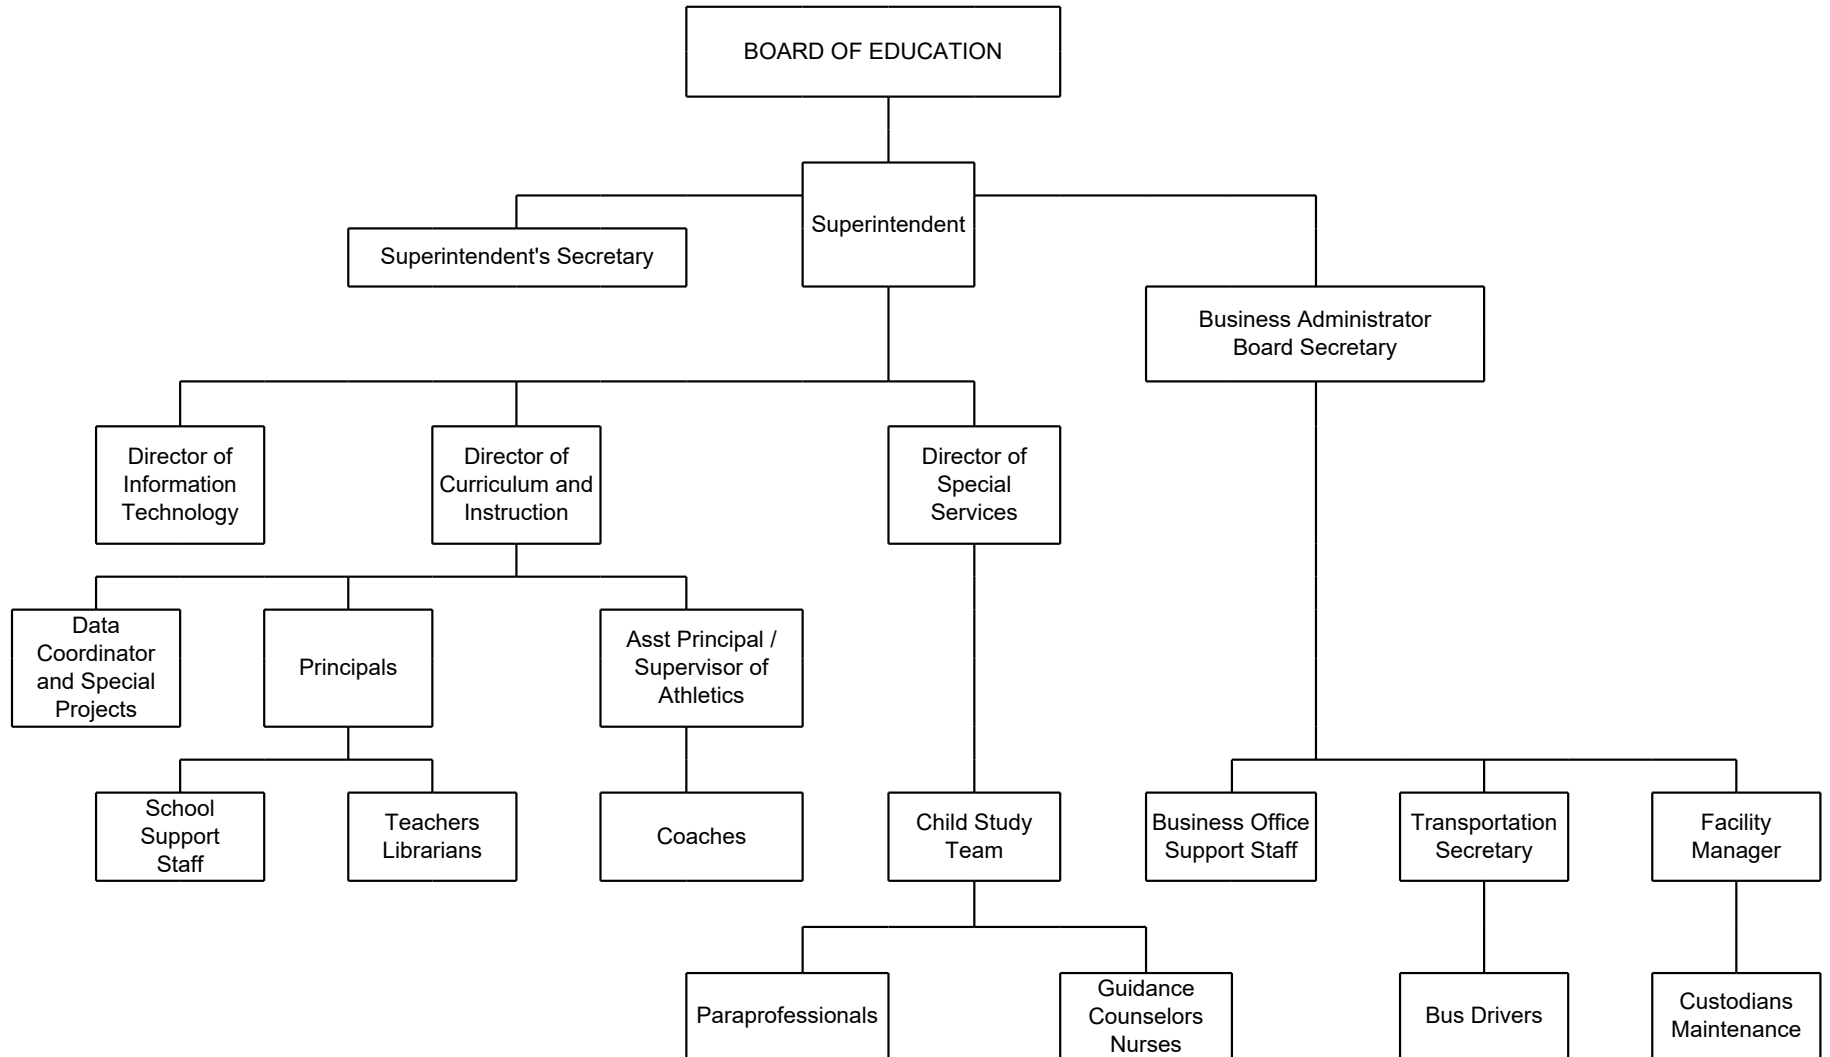 BOARD OF EDUCATION
Superintendent
Superintendent's Secretary
Business Administrator
Board Secretary
Director of
Information
Technology
Director of
Curriculum and
Instruction
Director of
Special
Services
Data
Coordinator
and Special
Projects
Principals
Asst Principal /
Supervisor of
Athletics
School
Support
Staff
Teachers
Librarians
Coaches
Child Study
Team
Business Office
Support Staff
Transportation
Secretary
Facility
Manager
Paraprofessionals
Guidance
Counselors
Nurses
Bus Drivers
Custodians
Maintenance